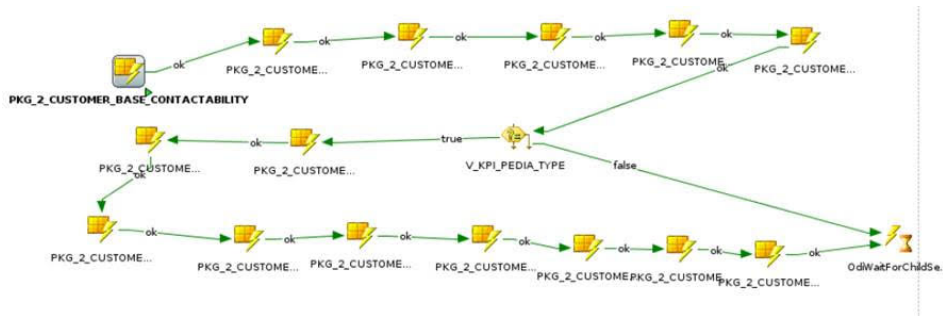 ok
ok
ok
ok
PKG_2_CUSTOME...
PKG_2_CUSTOME...
PKG_2_CUSTOME...
PKG_2_CUSTOME
PKG_2_CUSTOME...
ok
ok
PKG_2_CUSTOMER_BASE_CONTACTABILITY
true
ok
PKG_2_CUSTOME...
PKG_2_CUSTOME...
V_KPI_PEDIA_TYPE
false
ok
ok
ok
ok
ok
ok
ok
ok
PKG_2_CUSTOME...
PKG_2_CUSTOME...
PKG_2_CUSTOME...
PKG_2_CUSTOME...
PKG_2_CUSTOME
PKG_2_CUSTOME
PKG_2_CUSTOME...
OdiWaitForChildSe...